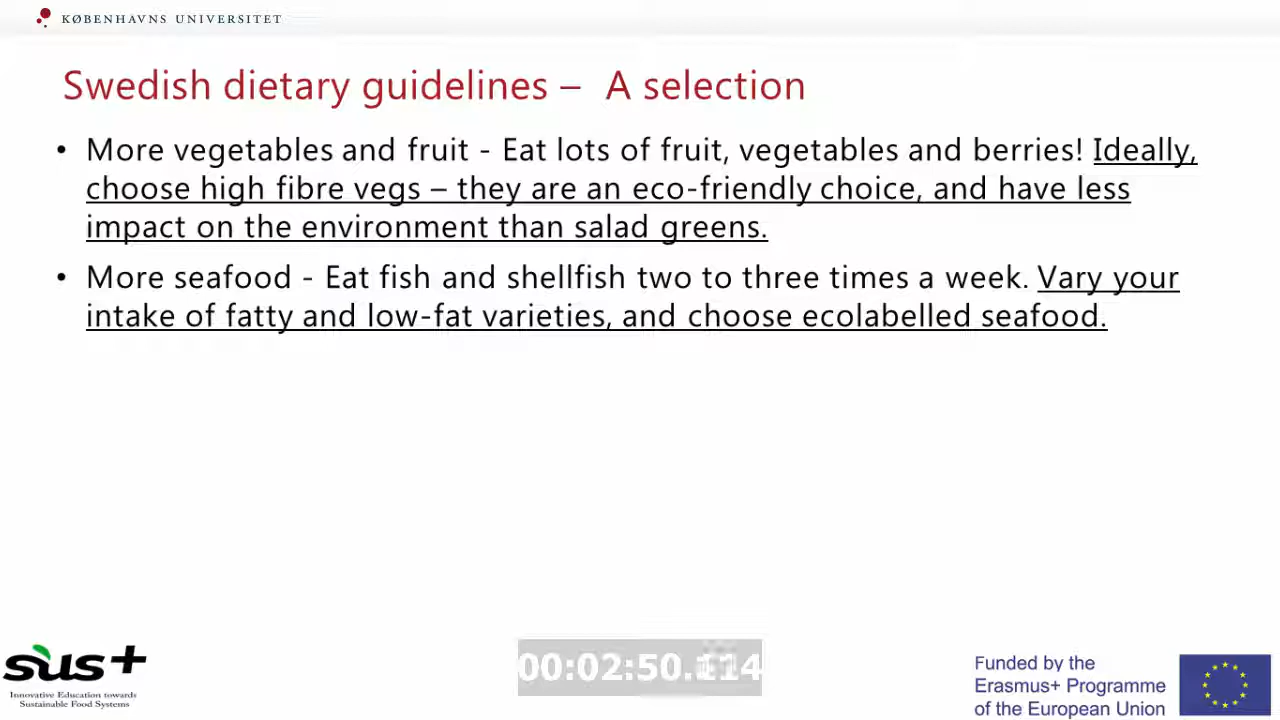 KØBENHAVNS UNIVERSITET
Swedish dietary guidelines – A selection
• More vegetables and fruit - Eat lots of fruit, vegetables and berries! Ideally,
choose high fibre vegs – they are an eco-friendly choice, and have less
impact on the environment than salad greens.
• More seafood - Eat fish and shellfish two to three times a week. Vary your
intake of fatty and low-fat varieties, and choose ecolabelled seafood.
sus+
Innovative Education towards
Sustainable Food Systems
00:02:50.114
Funded by the
Erasmus+ Programme
of the European Union